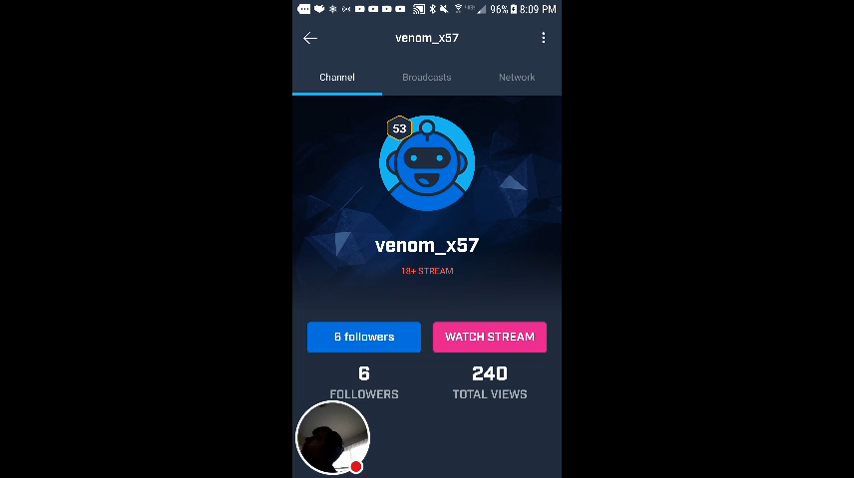 96% 8:09 PM
venom_x57
Channel Broadcasts Network
53
venom_x57
18+ STREAM
6 followers WATCH STREAM
6 240
FOLLOWERS TOTAL VIEWS